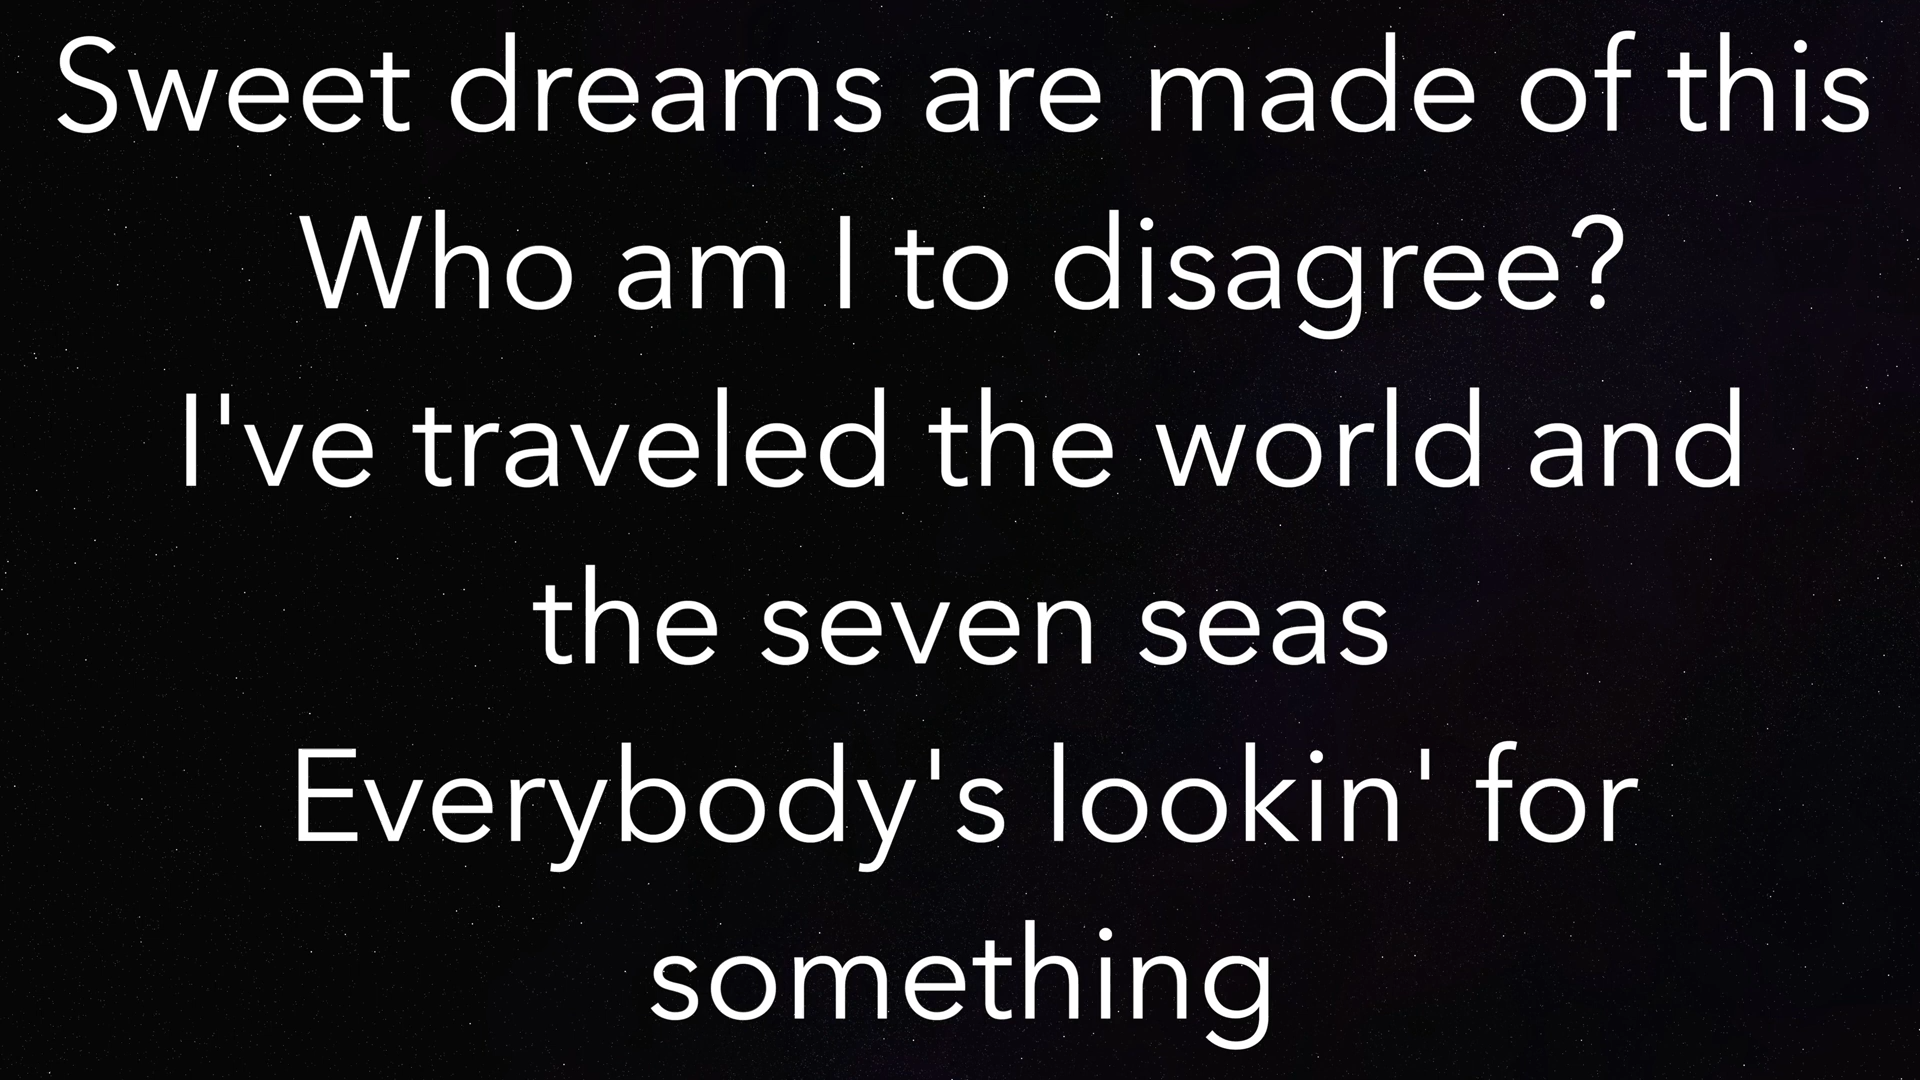 Sweet dreams are made of this
Who am I to disagree?
I've traveled the world and
the seven seas
Everybody's lookin' for
something